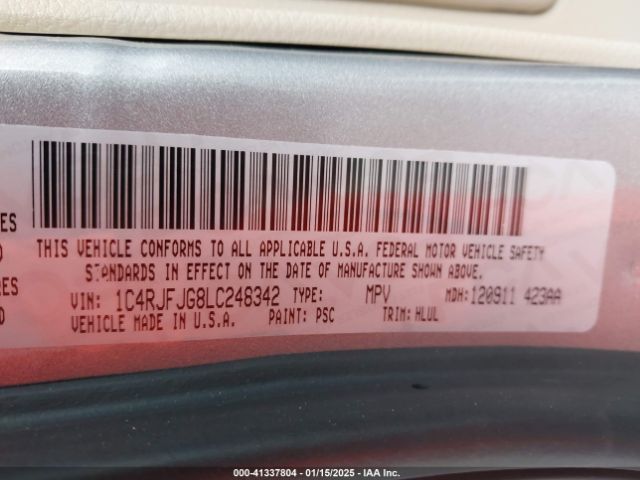 THIS VEHICLE CONFORMS TO ALL APPLICABLE U.S.A. FEDERAL MOTOR VEHICLE SAFETY
STANDARDS IN EFFECT ON THE DATE OF MANUFACTURE SHOWN ABOVE.
VIN: 1C4RJFJG8LC248342 TYPE: MPV MDH: 120911 423AA
VEHICLE MADE IN U.S.A. PAINT: PSC TRIM: HLUL
000-41337804 - 01/15/2025 - IAA Inc.